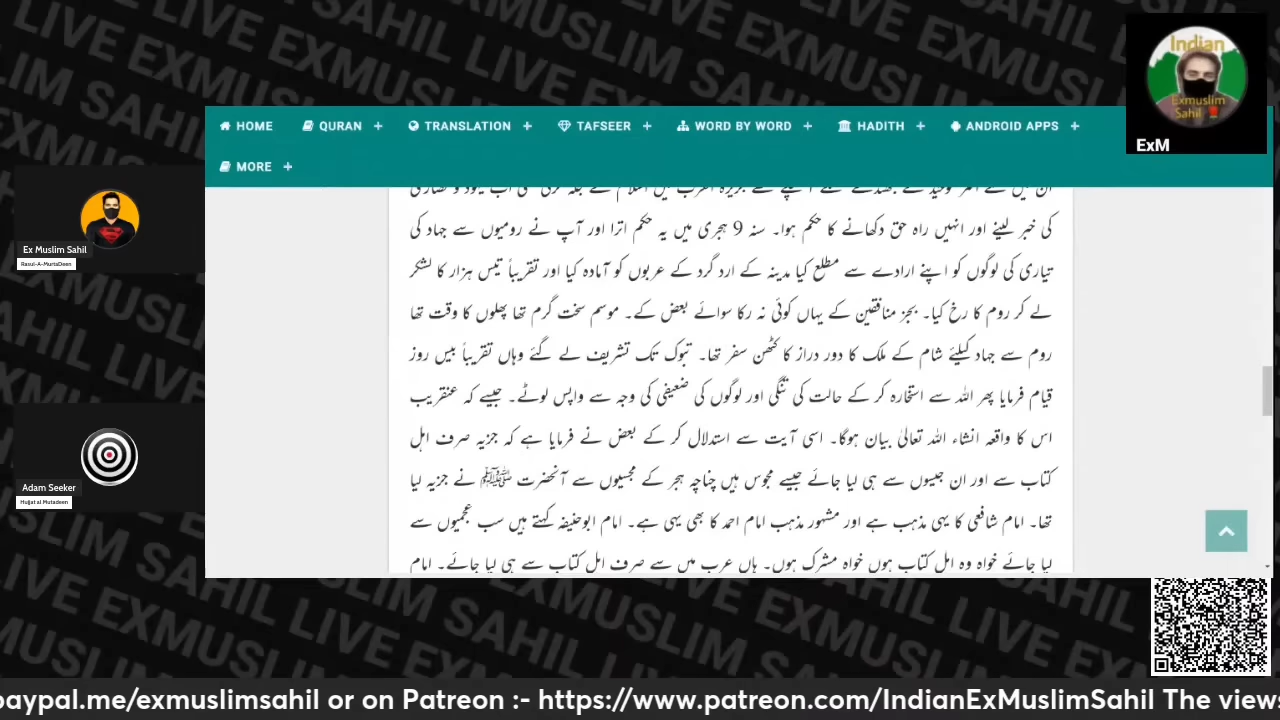 HOME
QURAN +
TRANSLATION +
TAFSEER +
WORD BY WORD +
HADITH +
ANDROID APPS +
MORE +
کی خبر لینے اور انہیں راہ حق دکھانے کا حکم ہوا۔ سنہ 9 ہجری میں یہ حکم اترا اور آپ نے رومیوں سے جہاد کی
تیاری کی لوگوں کو اپنے ارادے سے مطلع کیا مدینہ کے ارد گرد کے عربوں کو آمادہ کیا اور تقریباً تیس ہزار کا لشکر
لے کر روم کا رخ کیا۔ بجز منافقین کے یہاں کوئی نہ رکا سوائے بعض کے۔ موسم سخت گرم تھا پھلوں کا وقت تھا
روم سے جہاد کیلئے شام کے ملک کا دور دراز کا کٹھن سفر تھا۔ تبوک تک تشریف لے گئے وہاں تقریباً بیس روز
قیام فرمایا پھر اللہ سے استخارہ کر کے حالت کی تنگی اور لوگوں کی ضعیفی کی وجہ سے واپس لوٹے۔ جیسے کہ عنقریب
اس کا واقعہ انشاء اللہ تعالیٰ بیان ہوگا۔ اسی آیت سے استدلال کر کے بعض نے فرمایا ہے کہ جزیہ صرف اہل
کتاب سے اور ان جیسوں سے ہی لیا جائے جیسے مجوس ہیں چناچہ ہجر کے مجسیوں سے آنحضرت ﷺ نے جزیہ لیا
تھا۔ امام شافعی کا یہی مذہب ہے اور مشہور مذہب امام احمد کا بھی یہی ہے۔ امام ابوحنیفہ کہتے ہیں سب عجمیوں سے
لیا جائے خواہ وہ اہل کتاب ہوں خواہ مشرک ہوں۔ ہاں عرب میں سے صرف اہل کتاب سے ہی لیا جائے۔ امام
Indian
Exmuslim
Sahil
ExM
Ex Muslim Sahil
Rasul-A-MurtaDeen
Adam Seeker
Hujjat al Mutadeen
LIVE EXMUSLIM SAHIL
paypal.me/exmuslimsahil or on Patreon :- https://www.patreon.com/IndianExMuslimSahil The views